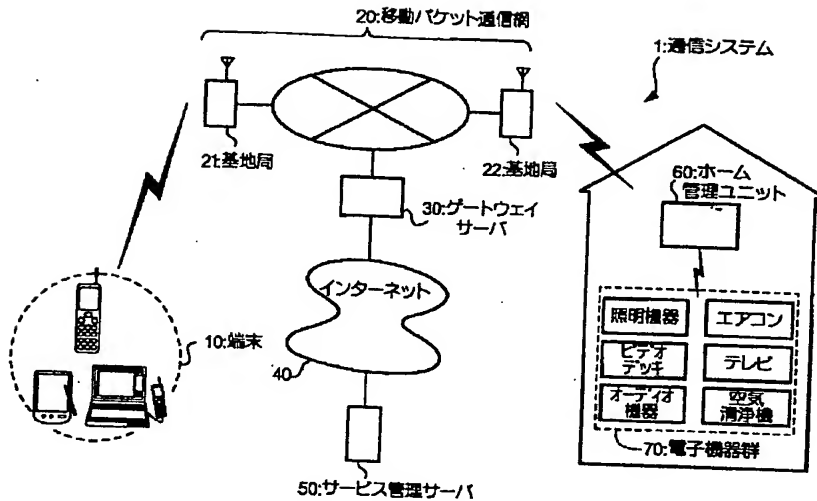 20:移動パケット通信網
1:通信システム
21:基地局
22:基地局
60:ホーム
管理ユニット
30:ゲートウェイ
サーバ
インターネット
照明機器
エアコン
10:端末
ビデオ
デッキ
テレビ
40
オーディオ
機器
空気
清浄機
70:電子機器群
50:サービス管理サーバ